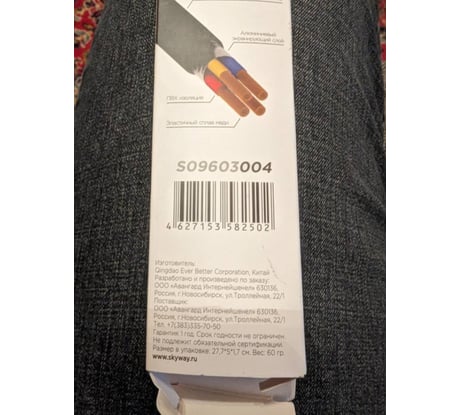 Алюминиевый
экранирующий слой
ПВХ изоляция
Эластичный сплав меди
S09603004
4 627153 582502
Изготовитель:
Qingdao Ever Better Corporation, Китай
Разработано и произведено по заказу:
ООО «Авангард Интернейшенел» 630136,
Россия, г.Новосибирск, ул.Троллейная, 22/1
Поставщик:
ООО «Авангард Интернейшенел» 630136,
Россия, г.Новосибирск, ул.Троллейная, 22/1
Тел. +7(383)335-70-50
Гарантия 1 год. Срок годности не ограничен.
Не подлежит обязательной сертификации.
Размер в упаковке: 27,7*5*1,7 см. Вес: 60 гр.
www.skyway.ru